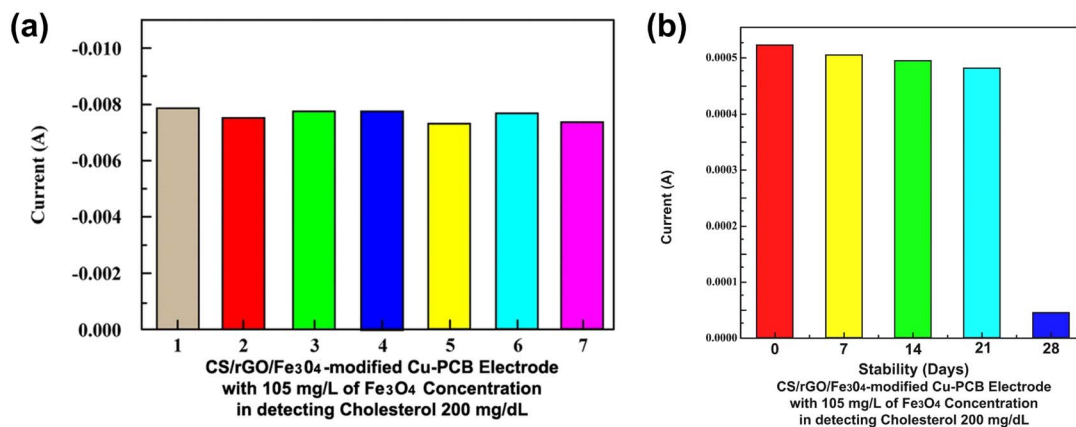 (a)
Current (A)
-0.010
-0.008
-0.006
-0.004
-0.002
0.000
1 2 3 4 5 6 7
CS/rGO/Fe₃0₄-modified Cu-PCB Electrode
with 105 mg/L of Fe₃O₄ Concentration
in detecting Cholesterol 200 mg/dL
(b)
Current (A)
0.0005
0.0004
0.0003
0.0002
0.0001
0.0000
0 7 14 21 28
Stability (Days)
CS/rGO/Fe₃0₄-modified Cu-PCB Electrode
with 105 mg/L of Fe₃O₄ Concentration
in detecting Cholesterol 200 mg/dL